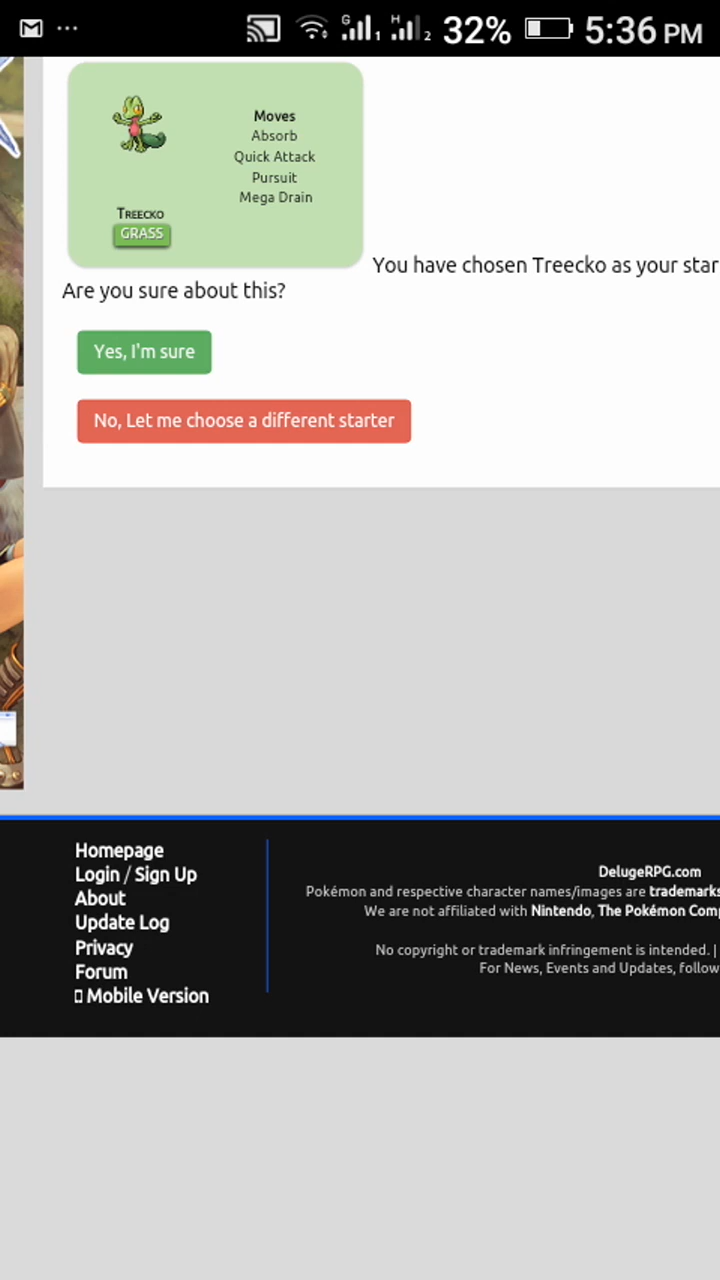 G 1 H 2 32% 5:36 PM
Moves
Absorb
Quick Attack
Pursuit
Mega Drain
TREECKO
GRASS
You have chosen Treecko as your star
Are you sure about this?
Yes, I'm sure
No, Let me choose a different starter
Homepage
Login / Sign Up
About
Update Log
Privacy
Forum
Mobile Version
DelugeRPG.com
Pokémon and respective character names/images are trademarks
We are not affiliated with Nintendo, The Pokémon Comp
No copyright or trademark infringement is intended. |
For News, Events and Updates, follow